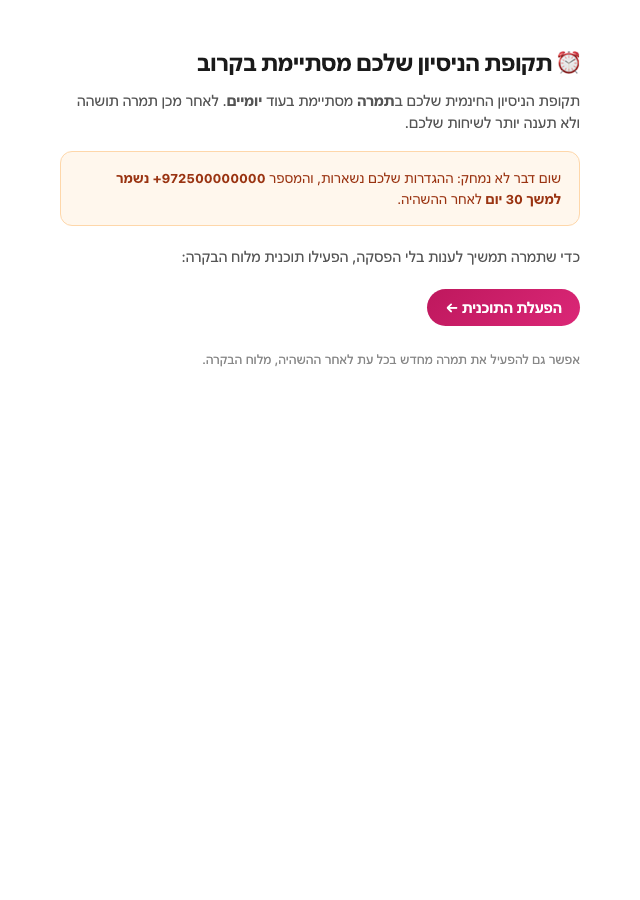 ⏰ תקופת הניסיון שלכם מסתיימת בקרוב
תקופת הניסיון החינמית שלכם בתמרה מסתיימת בעוד יומיים. לאחר מכן תמרה תושהה
ולא תענה יותר לשיחות שלכם.
שום דבר לא נמחק: ההגדרות שלכם נשארות, והמספר 972500000000+ נשמר
למשך 30 יום לאחר ההשהיה.
כדי שתמרה תמשיך לענות בלי הפסקה, הפעילו תוכנית מלוח הבקרה:
הפעלת התוכנית ←
אפשר גם להפעיל את תמרה מחדש בכל עת לאחר ההשהיה, מלוח הבקרה.